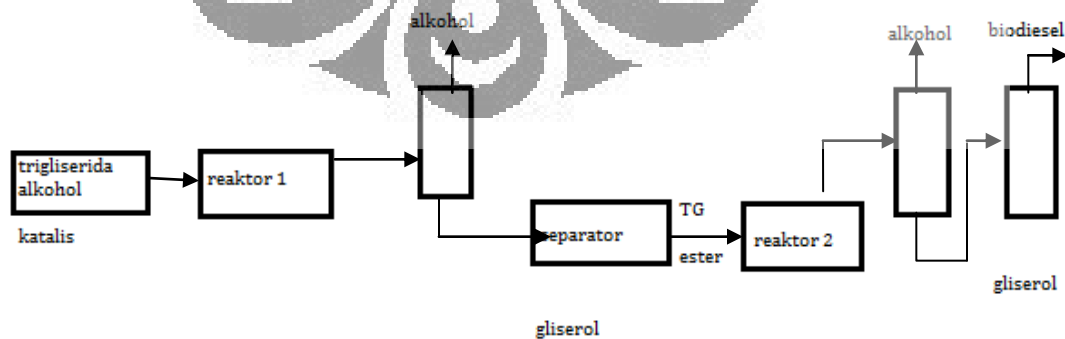 alkohol
alkohol
biodiesel
trigliserida
alkohol
katalis
reaktor 1
separator
TG
ester
reaktor 2
gliserol
gliserol